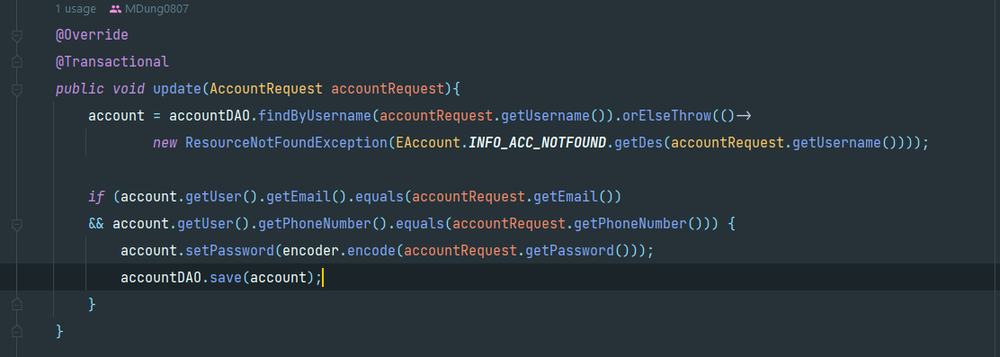 1 usage MDung0807
@Override
@Transactional
public void update(AccountRequest accountRequest){
account = accountDAO.findByUsername(accountRequest.getUsername()).orElseThrow(()->
new ResourceNotFoundException(EAccount.INFO_ACC_NOTFOUND.getDes(accountRequest.getUsername())));
if (account.getUser().getEmail().equals(accountRequest.getEmail())
&& account.getUser().getPhoneNumber().equals(accountRequest.getPhoneNumber())) {
account.setPassword(encoder.encode(accountRequest.getPassword()));
accountDAO.save(account);
}
}